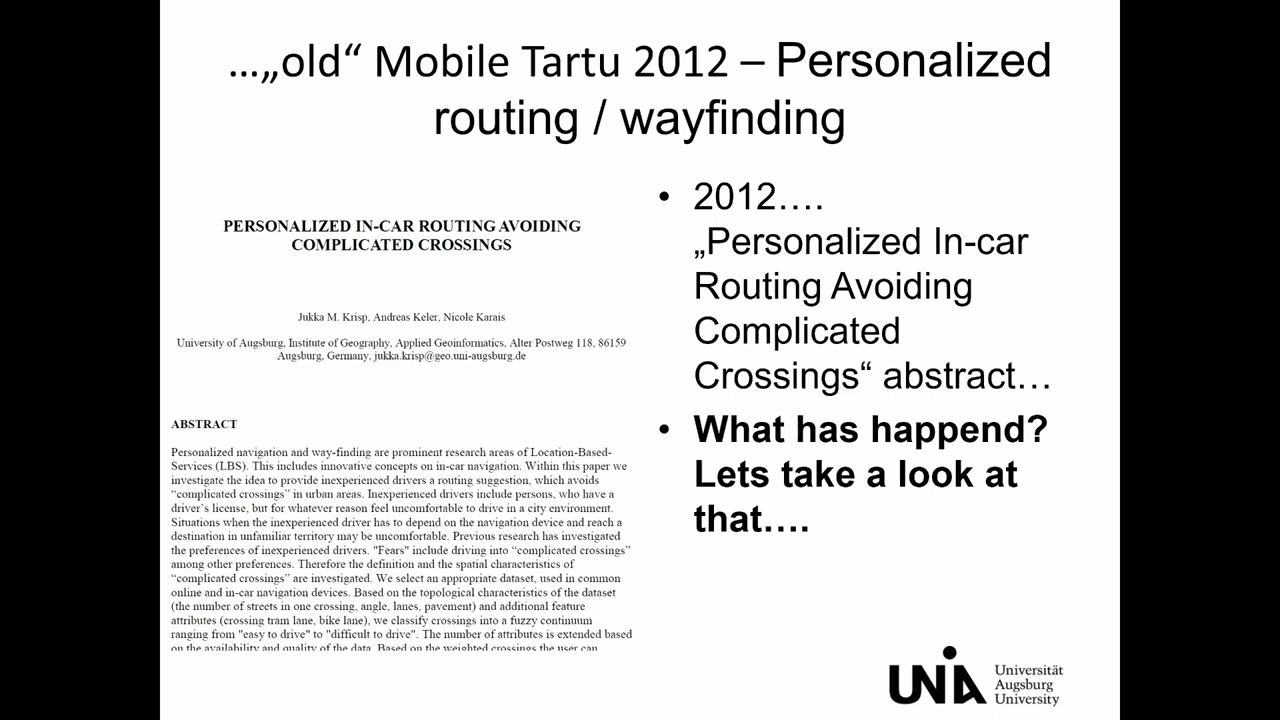 ...„old“ Mobile Tartu 2012 – Personalized
routing / wayfinding
PERSONALIZED IN-CAR ROUTING AVOIDING
COMPLICATED CROSSINGS
Jukka M. Krisp, Andreas Keler, Nicole Karais
University of Augsburg, Institute of Geography, Applied Geoinformatics, Alter Postweg 118, 86159
Augsburg, Germany, jukka.krisp@geo.uni-augsburg.de
ABSTRACT
Personalized navigation and way-finding are prominent research areas of Location-Based-
Services (LBS). This includes innovative concepts on in-car navigation. Within this paper we
investigate the idea to provide inexperienced drivers a routing suggestion, which avoids
“complicated crossings” in urban areas. Inexperienced drivers include persons, who have a
driver’s license, but for whatever reason feel uncomfortable to drive in a city environment.
Situations when the inexperienced driver has to depend on the navigation device and reach a
destination in unfamiliar territory may be uncomfortable. Previous research has investigated
the preferences of inexperienced drivers. "Fears" include driving into “complicated crossings”
among other preferences. Therefore the definition and the spatial characteristics of
“complicated crossings” are investigated. We select an appropriate dataset, used in common
online and in-car navigation devices. Based on the topological characteristics of the dataset
(the number of streets in one crossing, angle, lanes, pavement) and additional feature
attributes (crossing tram lane, bike lane), we classify crossings into a fuzzy continuum
ranging from "easy to drive" to "difficult to drive". The number of attributes is extended based
on the availability and quality of the data. Based on the weighted crossings the user can
• 2012....
„Personalized In-car
Routing Avoiding
Complicated
Crossings“ abstract...
• What has happend?
Lets take a look at
that....
UNIA
Universität
Augsburg
University